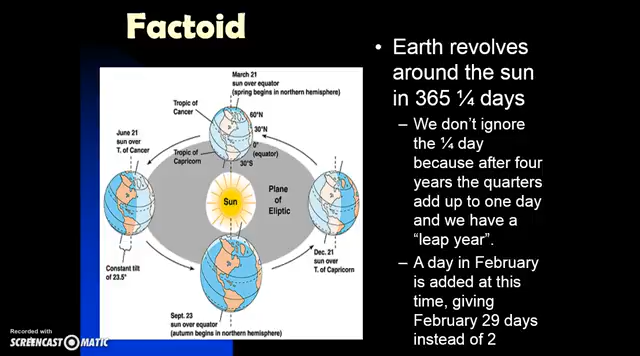 Factoid
March 21
sun over equator
(spring begins in northern hemisphere)
Tropic of
Cancer
60°N
30°N
0°
(equator)
30°S
Tropic of
Capricorn
June 21
sun over
T. of Cancer
Sun
Plane
of
Eliptic
Constant tilt
of 23.5°
Dec. 21
sun over
T. of Capricorn
Sept. 23
sun over equator
(autumn begins in northern hemisphere)
• Earth revolves
around the sun
in 365 ¼ days
– We don't ignore
the ¼ day
because after four
years the quarters
add up to one day
and we have a
“leap year”.
– A day in February
is added at this
time, giving
February 29 days
instead of 2
Recorded with
SCREENCAST-O-MATIC